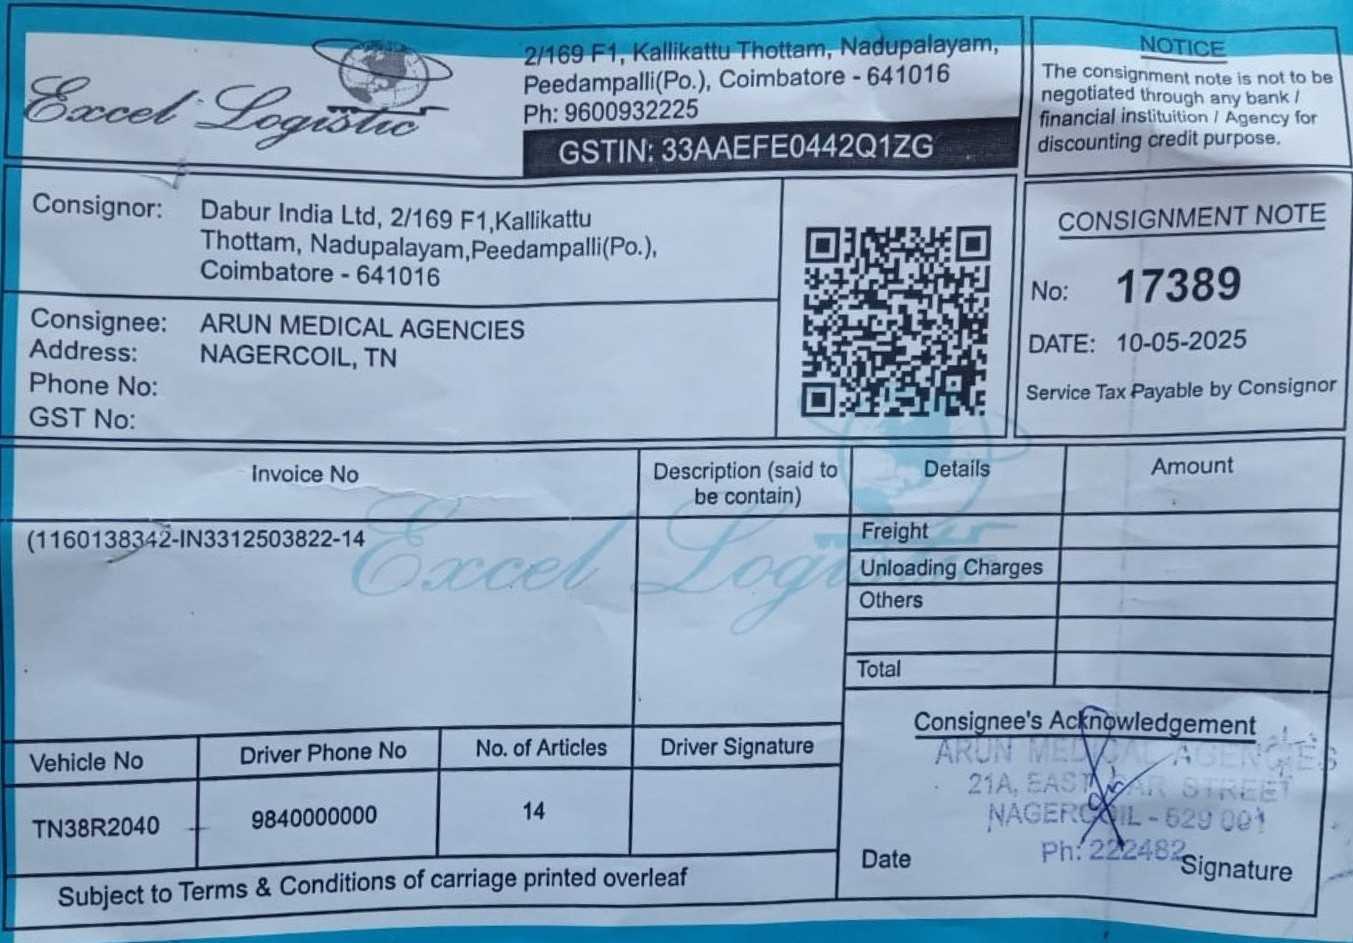 Excel Logistic
2/169 F1, Kallikattu Thottam, Nadupalayam,
Peedampalli(Po.), Coimbatore - 641016
Ph: 9600932225
GSTIN: 33AAEFE0442Q1ZG
NOTICE
The consignment note is not to be
negotiated through any bank /
financial instituition / Agency for
discounting credit purpose.
Consignor: Dabur India Ltd, 2/169 F1,Kallikattu
Thottam, Nadupalayam,Peedampalli(Po.),
Coimbatore - 641016
Consignee: ARUN MEDICAL AGENCIES
Address: NAGERCOIL, TN
Phone No:
GST No:
CONSIGNMENT NOTE
No: 17389
DATE: 10-05-2025
Service Tax Payable by Consignor
Invoice No
Description (said to
be contain)
Details
Amount
(1160138342-IN3312503822-14
Excel Logistic
Freight
Unloading Charges
Others
Total
Vehicle No
Driver Phone No
No. of Articles
Driver Signature
TN38R2040
9840000000
14
Subject to Terms & Conditions of carriage printed overleaf
Consignee's Acknowledgement
ARUN MEDICAL AGENCIES
21A, EAST CAR STREET
NAGERCOIL - 629 001
Ph: 222482
Date
Signature